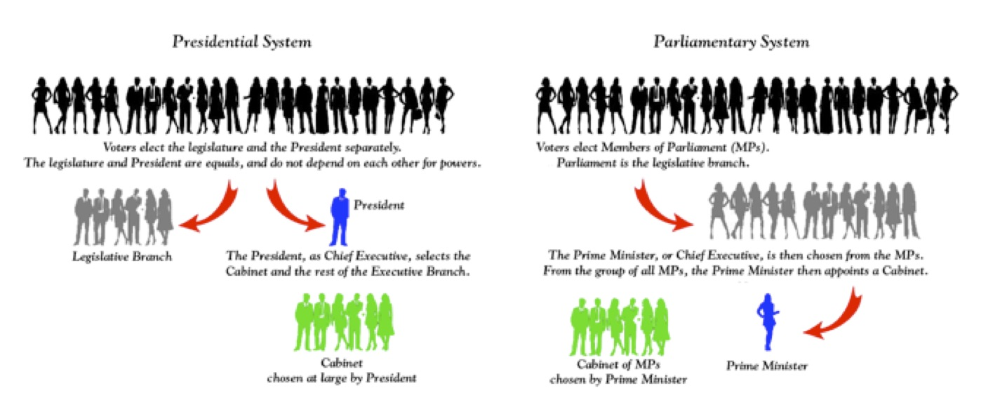 Presidential System
Voters elect the legislature and the President separately.
The legislature and President are equals, and do not depend on each other for powers.
President
Legislative Branch
The President, as Chief Executive, selects the
Cabinet and the rest of the Executive Branch.
Cabinet
chosen at large by President
Parliamentary System
Voters elect Members of Parliament (MPs).
Parliament is the legislative branch.
The Prime Minister, or Chief Executive, is then chosen from the MPs.
From the group of all MPs, the Prime Minister then appoints a Cabinet.
Cabinet of MPs
chosen by Prime Minister
Prime Minister